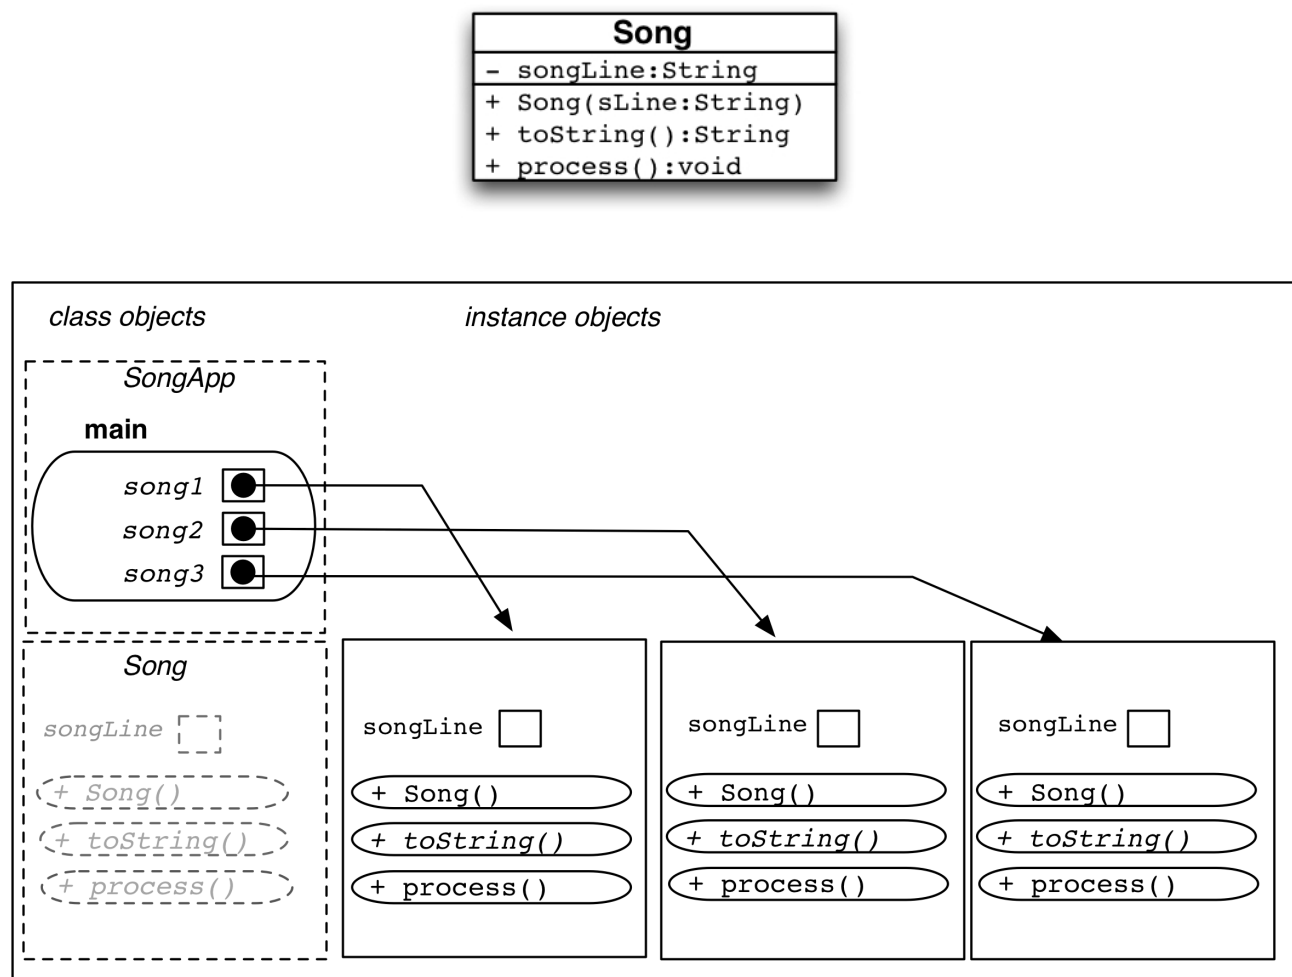 Song
- songLine:String
+ Song(sLine:String)
+ toString():String
+ process():void
class objects
instance objects
SongApp
main
song1
song2
song3
Song
songLine
+ Song()
+ toString()
+ process()
songLine
+ Song()
+ toString()
+ process()
songLine
+ Song()
+ toString()
+ process()
songLine
+ Song()
+ toString()
+ process()